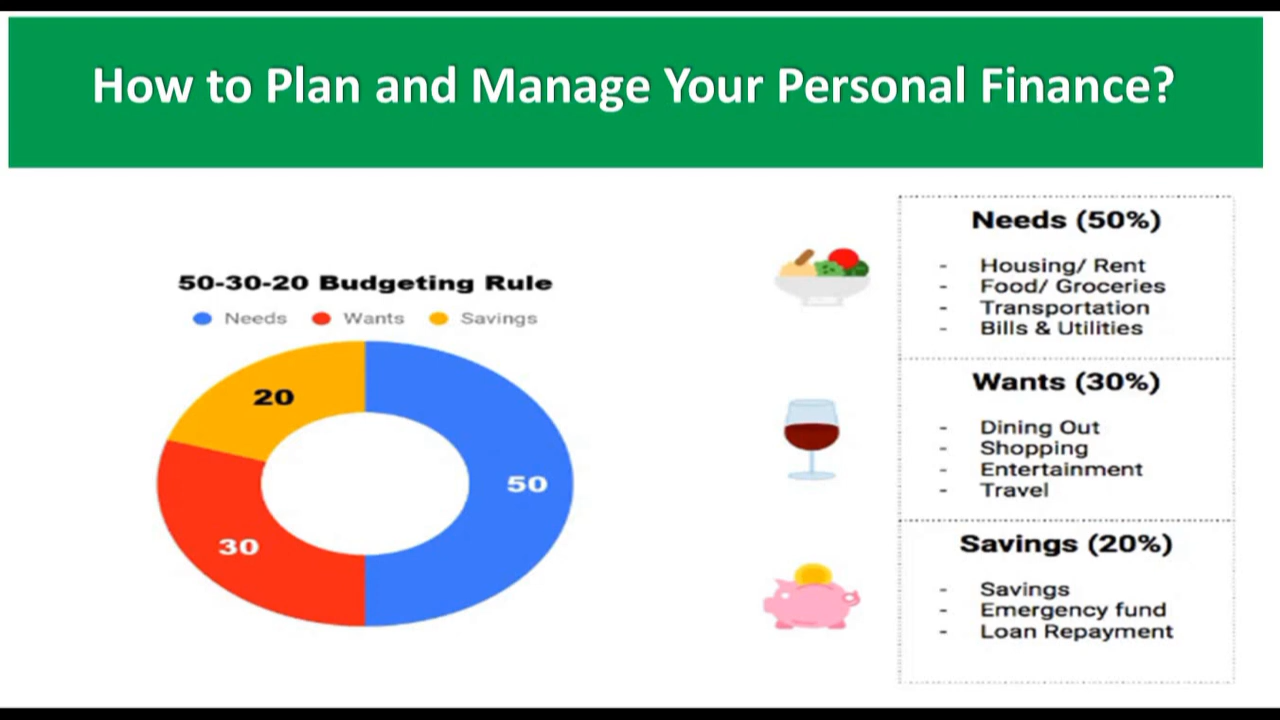 How to Plan and Manage Your Personal Finance?
50-30-20 Budgeting Rule
Needs Wants Savings
20
50
30
Needs (50%)
- Housing/ Rent
- Food/ Groceries
- Transportation
- Bills & Utilities
Wants (30%)
- Dining Out
- Shopping
- Entertainment
- Travel
Savings (20%)
- Savings
- Emergency fund
- Loan Repayment